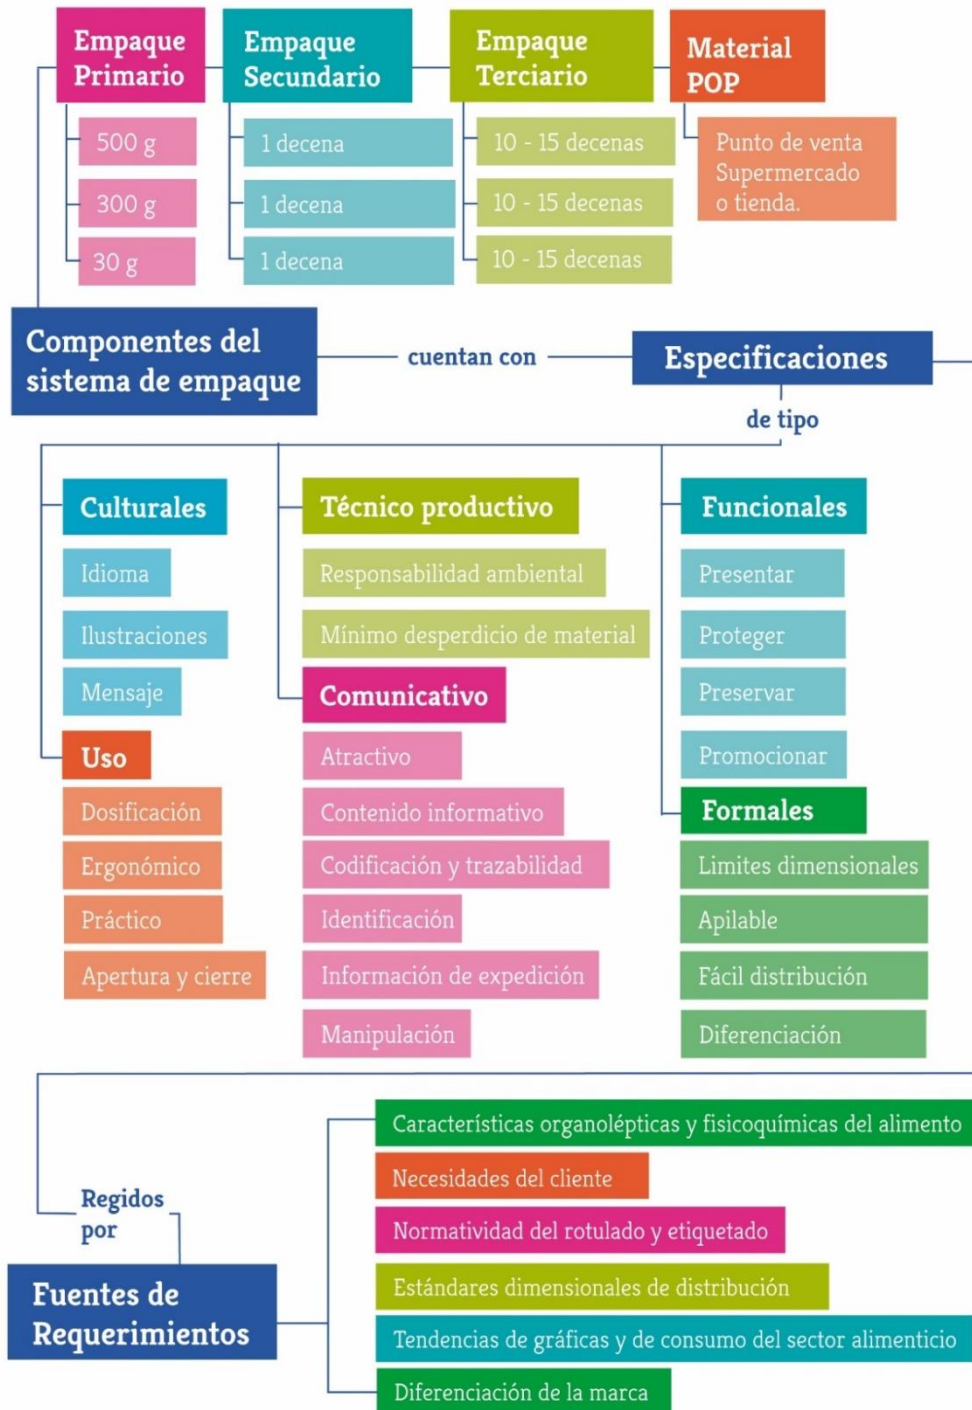 Empaque
Primario
500 g
300 g
30 g
Empaque
Secundario
1 decena
1 decena
1 decena
Empaque
Terciario
10 - 15 decenas
10 - 15 decenas
10 - 15 decenas
Material
POP
Punto de venta
Supermercado
o tienda.
Componentes del
sistema de empaque
cuentan con
Especificaciones
de tipo
Culturales
Idioma
Ilustraciones
Mensaje
Uso
Dosificación
Ergonómico
Práctico
Apertura y cierre
Técnico productivo
Responsabilidad ambiental
Mínimo desperdicio de material
Comunicativo
Atractivo
Contenido informativo
Codificación y trazabilidad
Identificación
Información de expedición
Manipulación
Funcionales
Presentar
Proteger
Preservar
Promocionar
Formales
Limites dimensionales
Apilable
Fácil distribución
Diferenciación
Regidos
por
Fuentes de
Requerimientos
Características organolépticas y fisicoquímicas del alimento
Necesidades del cliente
Normatividad del rotulado y etiquetado
Estándares dimensionales de distribución
Tendencias de gráficas y de consumo del sector alimenticio
Diferenciación de la marca